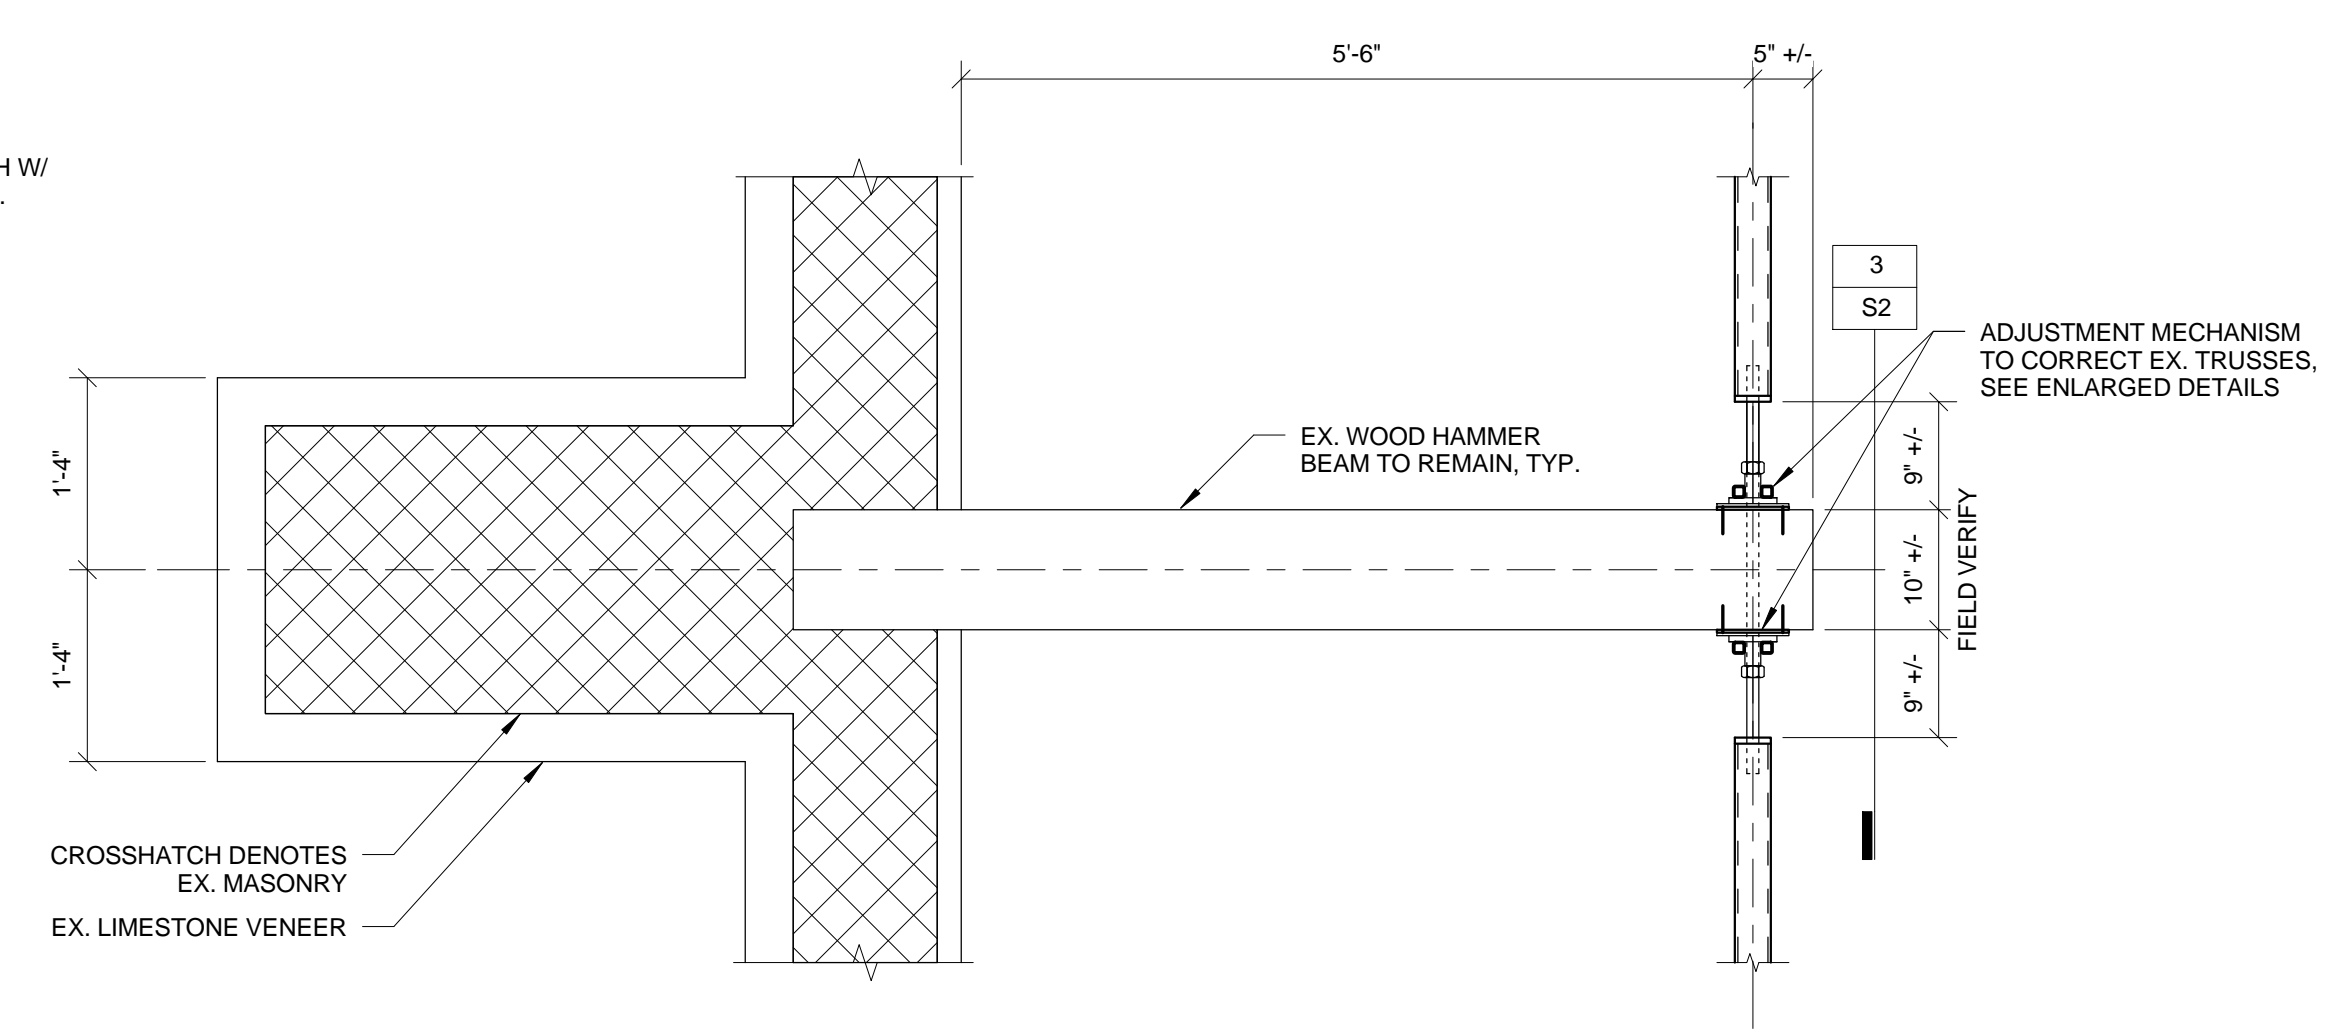 5'-6"
5" +/-
H W/
.
3
S2
ADJUSTMENT MECHANISM
TO CORRECT EX. TRUSSES,
SEE ENLARGED DETAILS
EX. WOOD HAMMER
BEAM TO REMAIN, TYP.
1'-4"
1'-4"
9" +/-
10" +/-
9" +/-
FIELD VERIFY
CROSSHATCH DENOTES
EX. MASONRY
EX. LIMESTONE VENEER